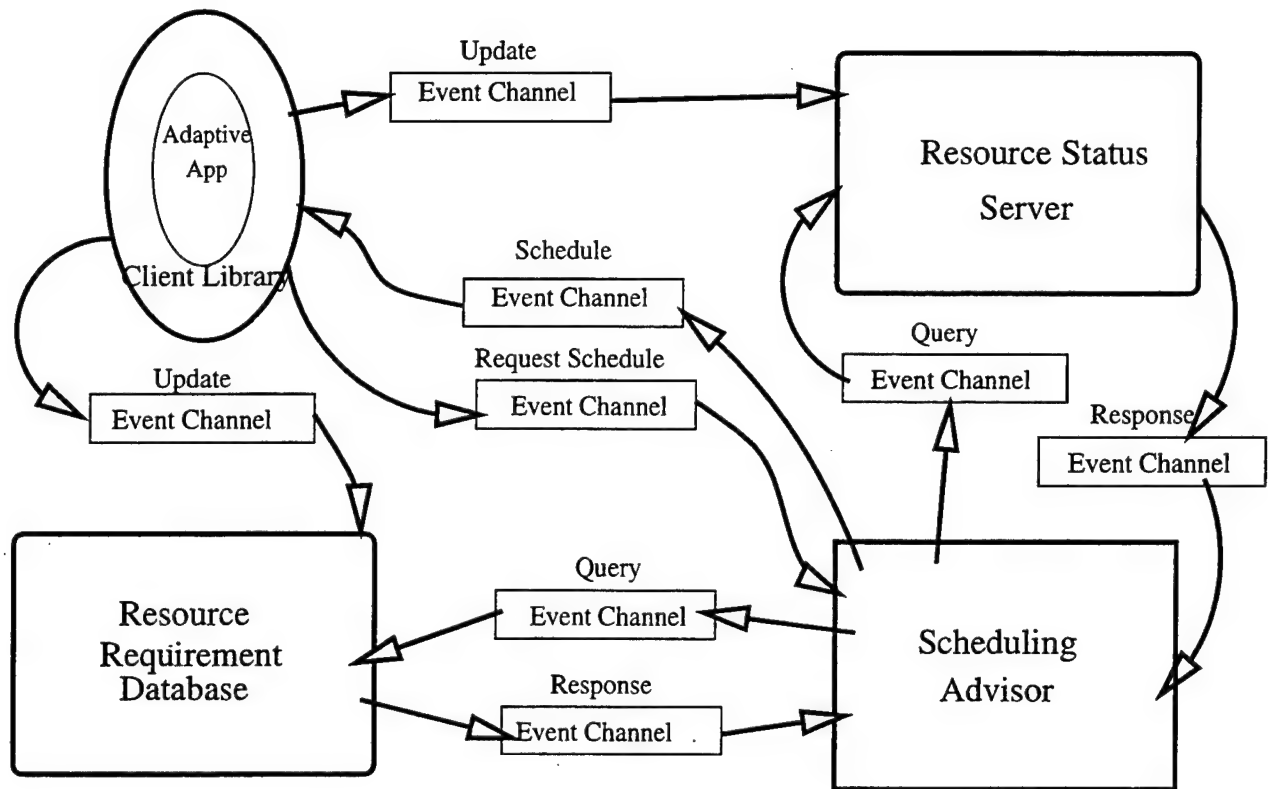 Update
Event Channel
Adaptive
App
Client Library
Resource Status
Server
Schedule
Event Channel
Request Schedule
Event Channel
Query
Event Channel
Update
Event Channel
Response
Event Channel
Resource
Requirement
Database
Query
Event Channel
Response
Event Channel
Scheduling
Advisor